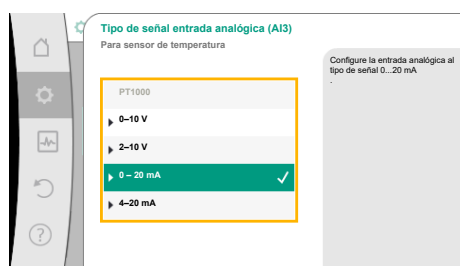 Tipo de señal entrada analógica (AI3)
Para sensor de temperatura
Configure la entrada analógica al
tipo de señal 0...20 mA
.
PT1000
0–10 V
2–10 V
0 – 20 mA
4–20 mA
?